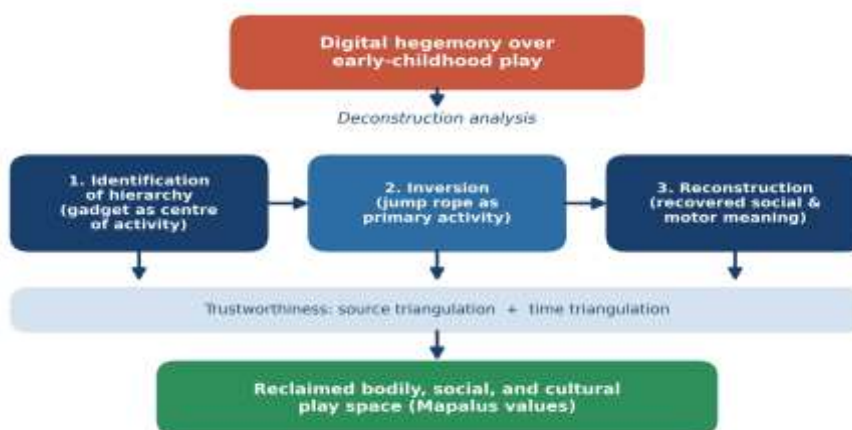 Digital hegemony over
early-childhood play
Deconstruction analysis
1. Identification
of hierarchy
(gadget as centre
of activity)
2. Inversion
(jump rope as
primary activity)
3. Reconstruction
(recovered social &
motor meaning)
Trustworthiness: source triangulation + time triangulation
Reclaimed bodily, social, and cultural
play space (Mapalus values)